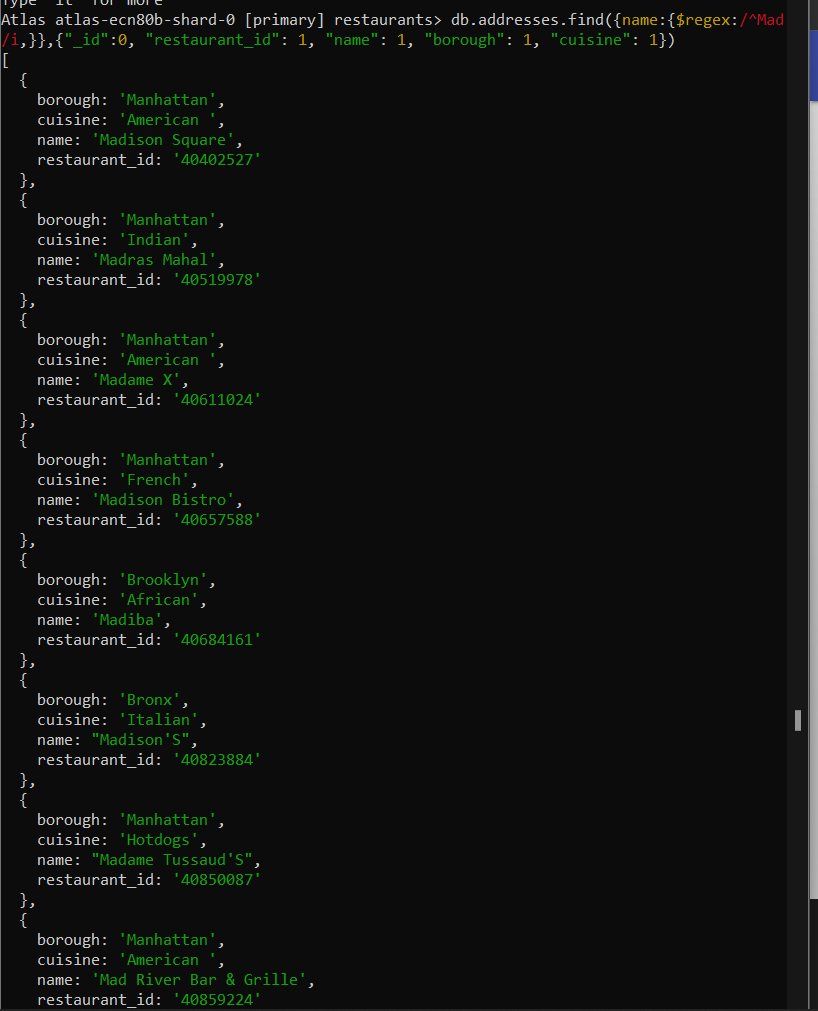 Type "it" for more
Atlas atlas-ecn80b-shard-0 [primary] restaurants> db.addresses.find({name:{$regex:/^Mad
/i,}},{"_id":0, "restaurant_id": 1, "name": 1, "borough": 1, "cuisine": 1})
[
  {
    borough: 'Manhattan',
    cuisine: 'American ',
    name: 'Madison Square',
    restaurant_id: '40402527'
  },
  {
    borough: 'Manhattan',
    cuisine: 'Indian',
    name: 'Madras Mahal',
    restaurant_id: '40519978'
  },
  {
    borough: 'Manhattan',
    cuisine: 'American ',
    name: 'Madame X',
    restaurant_id: '40611024'
  },
  {
    borough: 'Manhattan',
    cuisine: 'French',
    name: 'Madison Bistro',
    restaurant_id: '40657588'
  },
  {
    borough: 'Brooklyn',
    cuisine: 'African',
    name: 'Madiba',
    restaurant_id: '40684161'
  },
  {
    borough: 'Bronx',
    cuisine: 'Italian',
    name: "Madison'S",
    restaurant_id: '40823884'
  },
  {
    borough: 'Manhattan',
    cuisine: 'Hotdogs',
    name: "Madame Tussaud'S",
    restaurant_id: '40850087'
  },
  {
    borough: 'Manhattan',
    cuisine: 'American ',
    name: 'Mad River Bar & Grille',
    restaurant_id: '40859224'